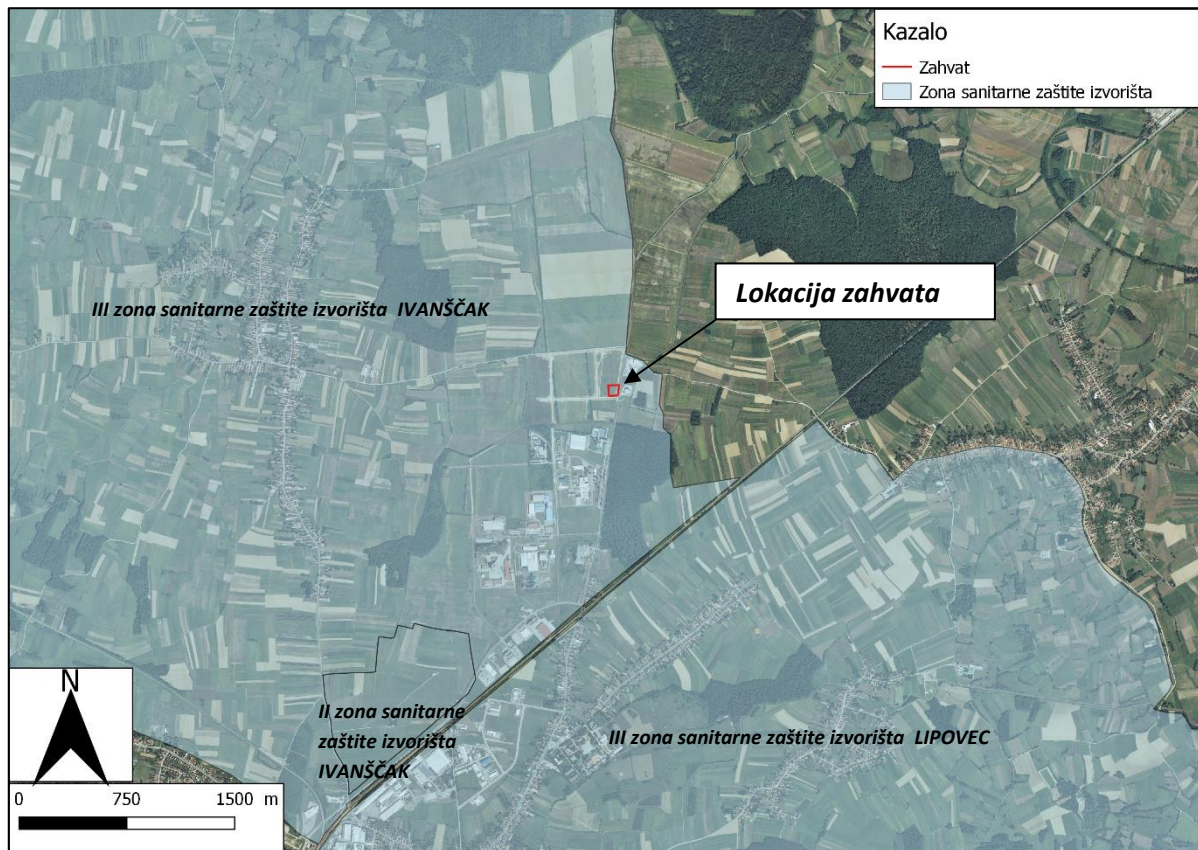 Kazalo
Zahvat
Zona sanitarne zaštite izvorišta
Lokacija zahvata
III zona sanitarne zaštite izvorišta IVANŠČAK
II zona sanitarne
zaštite izvorišta
IVANŠČAK
III zona sanitarne zaštite izvorišta LIPOVEC
N
0 750 1500 m